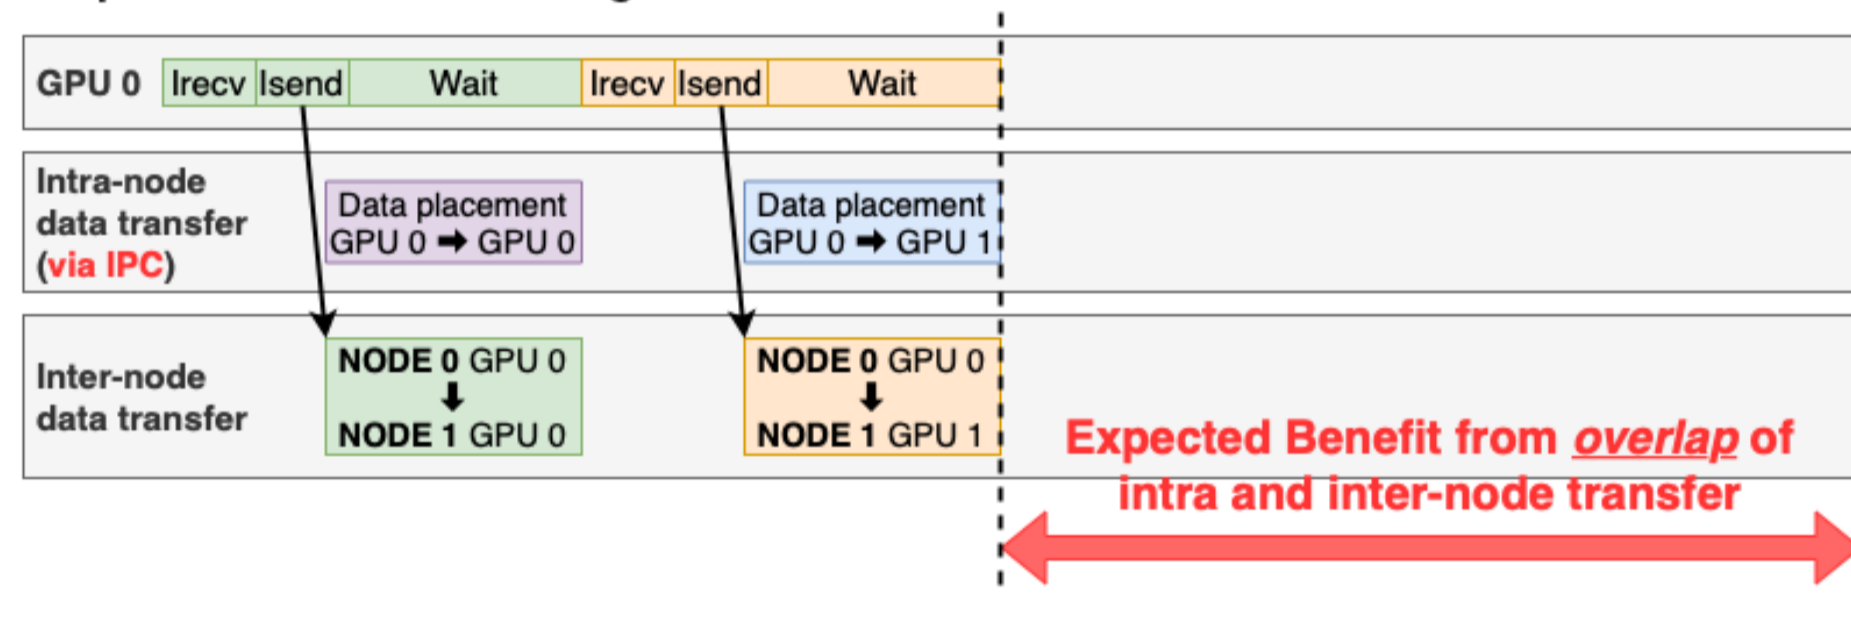 GPU 0 Irecv Isend Wait Irecv Isend Wait
Intra-node
data transfer
(via IPC)
Data placement
GPU 0 ➡ GPU 0
Data placement
GPU 0 ➡ GPU 1
Inter-node
data transfer
NODE 0 GPU 0
⬇
NODE 1 GPU 0
NODE 0 GPU 0
⬇
NODE 1 GPU 1
Expected Benefit from overlap of
intra and inter-node transfer